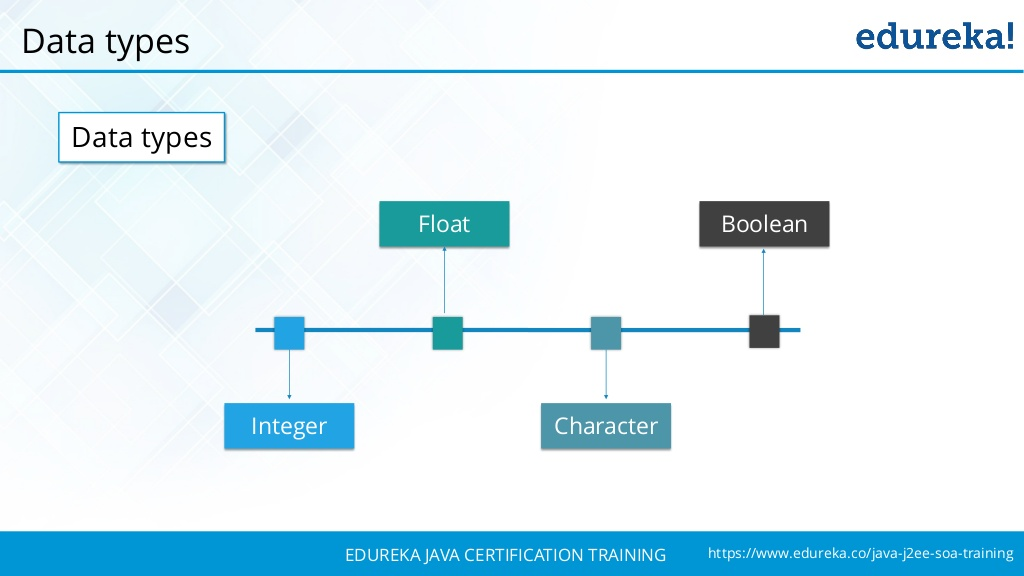 Data types
edureka!
Data types
Float
Boolean
Integer
Character
EDUREKA JAVA CERTIFICATION TRAINING
https://www.edureka.co/java-j2ee-soa-training